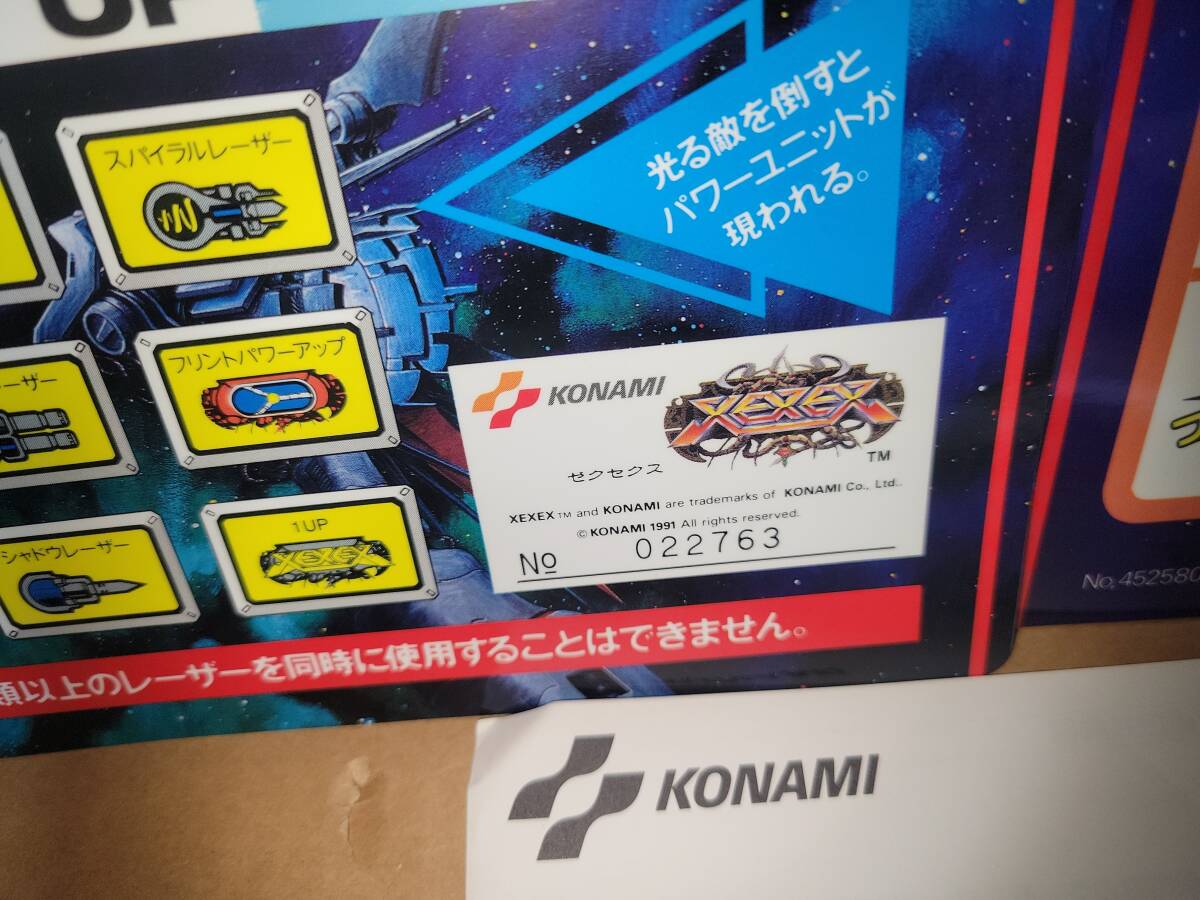 UP
スパイラルレーザー
光る敵を倒すと
パワーユニットが
現われる。
ーザー
フリントパワーアップ
シャドウレーザー
1UP
XEXEX
KONAMI
XEXEX
TM
ゼクセクス
XEXEX TM and KONAMI are trademarks of KONAMI Co., Ltd.
© KONAMI 1991 All rights reserved.
No 022763
類以上のレーザーを同時に使用することはできません。
No. 452580
KONAMI